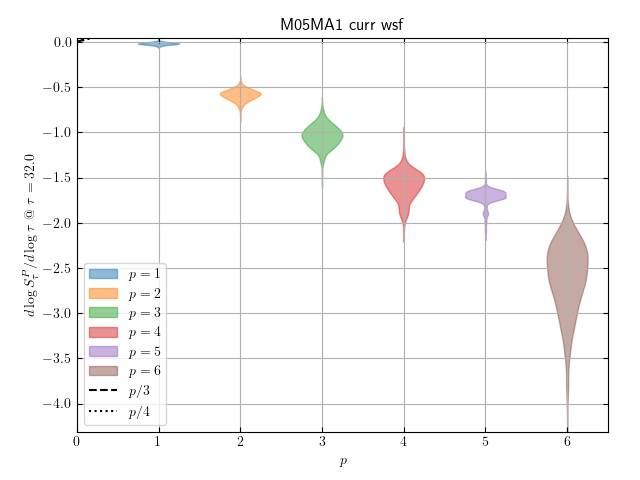 M05MA1 curr wsf
d log S_τ^P / d log τ @ τ = 32.0
0.0
−0.5
−1.0
−1.5
−2.0
−2.5
−3.0
−3.5
−4.0
p = 1
p = 2
p = 3
p = 4
p = 5
p = 6
p/3
p/4
0 1 2 3 4 5 6
p